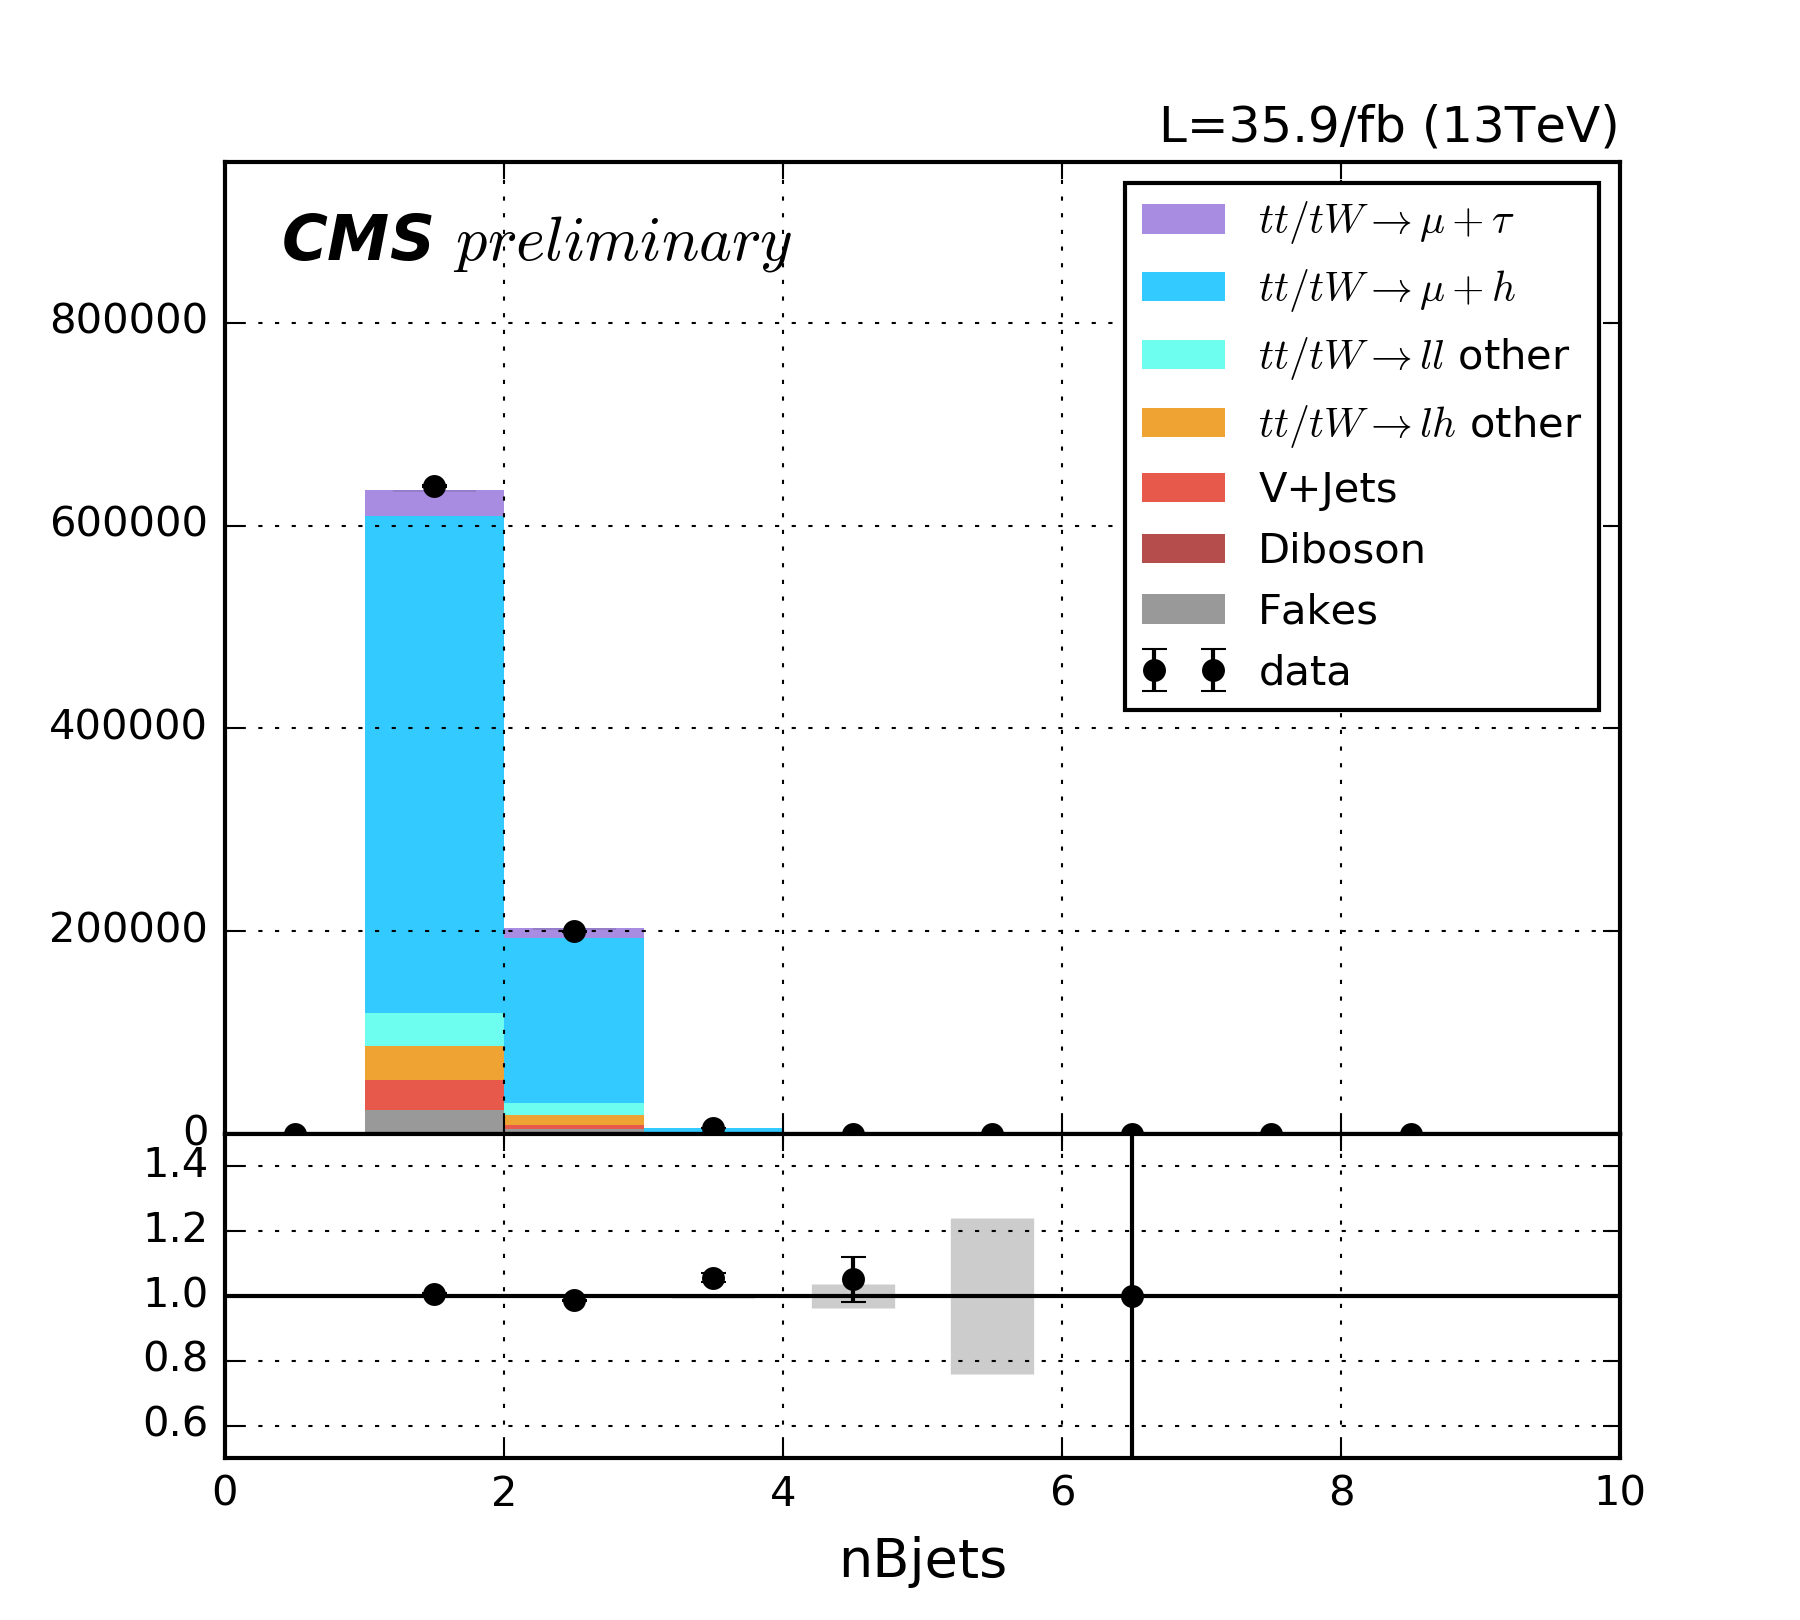 L=35.9/fb (13TeV)
CMS preliminary
tt/tW→μ+τ
tt/tW→μ+h
tt/tW→ll other
tt/tW→lh other
V+Jets
Diboson
Fakes
data
800000
600000
400000
200000
0
1.4
1.2
1.0
0.8
0.6
0 2 4 6 8 10
nBjets